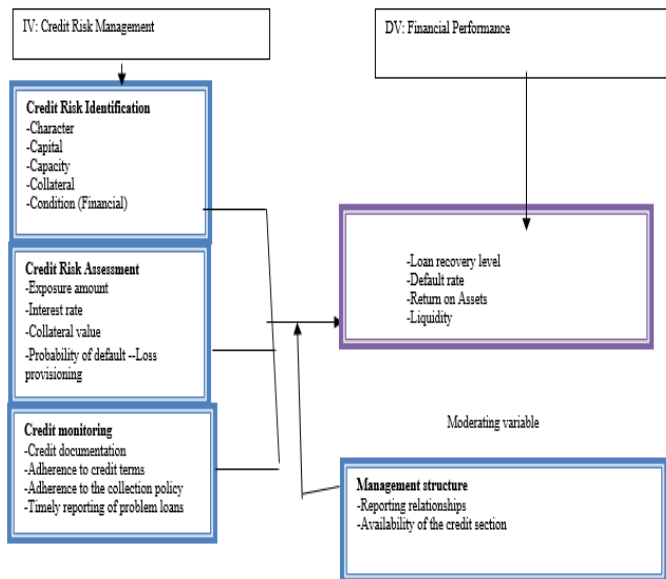 IV: Credit Risk Management
DV: Financial Performance
Credit Risk Identification
-Character
-Capital
-Capacity
-Collateral
-Condition (Financial)
Credit Risk Assessment
-Exposure amount
-Interest rate
-Collateral value
-Probability of default --Loss
provisioning
Credit monitoring
-Credit documentation
-Adherence to credit terms
-Adherence to the collection policy
-Timely reporting of problem loans
-Loan recovery level
-Default rate
-Return on Assets
-Liquidity
Moderating variable
Management structure
-Reporting relationships
-Availability of the credit section